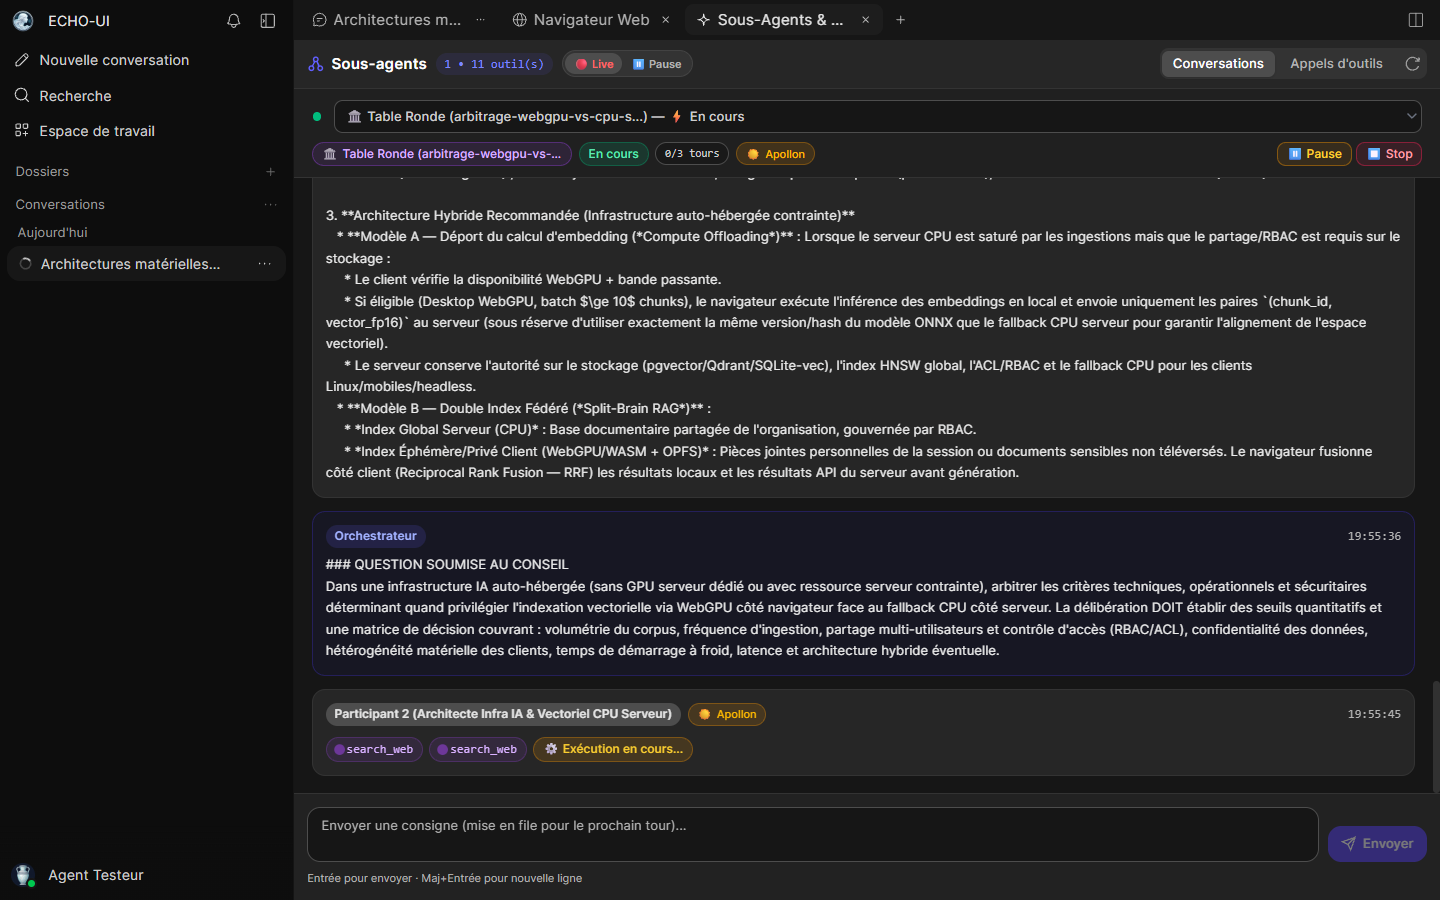 ECHO-UI
Nouvelle conversation
Recherche
Espace de travail
Dossiers
Conversations
Aujourd'hui
Architectures matérielles...
Agent Testeur
Architectures m...
Navigateur Web
Sous-Agents & ...
Sous-agents
1 • 11 outil(s)
Live
Pause
Conversations
Appels d'outils
Table Ronde (arbitrage-webgpu-vs-cpu-s...) — ⚡ En cours
Table Ronde (arbitrage-webgpu-vs-...
En cours
0/3 tours
Apollon
Pause
Stop
3. **Architecture Hybride Recommandée (Infrastructure auto-hébergée contrainte)**
* **Modèle A — Déport du calcul d'embedding (*Compute Offloading*)** : Lorsque le serveur CPU est saturé par les ingestions mais que le partage/RBAC est requis sur le
stockage :
* Le client vérifie la disponibilité WebGPU + bande passante.
* Si éligible (Desktop WebGPU, batch $\ge 10$ chunks), le navigateur exécute l'inférence des embeddings en local et envoie uniquement les paires `(chunk_id,
vector_fp16)` au serveur (sous réserve d'utiliser exactement la même version/hash du modèle ONNX que le fallback CPU serveur pour garantir l'alignement de l'espace
vectoriel).
* Le serveur conserve l'autorité sur le stockage (pgvector/Qdrant/SQLite-vec), l'index HNSW global, l'ACL/RBAC et le fallback CPU pour les clients
Linux/mobiles/headless.
* **Modèle B — Double Index Fédéré (*Split-Brain RAG*)** :
* *Index Global Serveur (CPU)* : Base documentaire partagée de l'organisation, gouvernée par RBAC.
* *Index Éphémère/Privé Client (WebGPU/WASM + OPFS)* : Pièces jointes personnelles de la session ou documents sensibles non téléversés. Le navigateur fusionne
côté client (Reciprocal Rank Fusion — RRF) les résultats locaux et les résultats API du serveur avant génération.
Orchestrateur
19:55:36
### QUESTION SOUMISE AU CONSEIL
Dans une infrastructure IA auto-hébergée (sans GPU serveur dédié ou avec ressource serveur contrainte), arbitrer les critères techniques, opérationnels et sécuritaires
déterminant quand privilégier l'indexation vectorielle via WebGPU côté navigateur face au fallback CPU côté serveur. La délibération DOIT établir des seuils quantitatifs et
une matrice de décision couvrant : volumétrie du corpus, fréquence d'ingestion, partage multi-utilisateurs et contrôle d'accès (RBAC/ACL), confidentialité des données,
hétérogénéité matérielle des clients, temps de démarrage à froid, latence et architecture hybride éventuelle.
Participant 2 (Architecte Infra IA & Vectoriel CPU Serveur)
Apollon
19:55:45
search_web
search_web
Exécution en cours...
Envoyer une consigne (mise en file pour le prochain tour)...
Envoyer
Entrée pour envoyer · Maj+Entrée pour nouvelle ligne